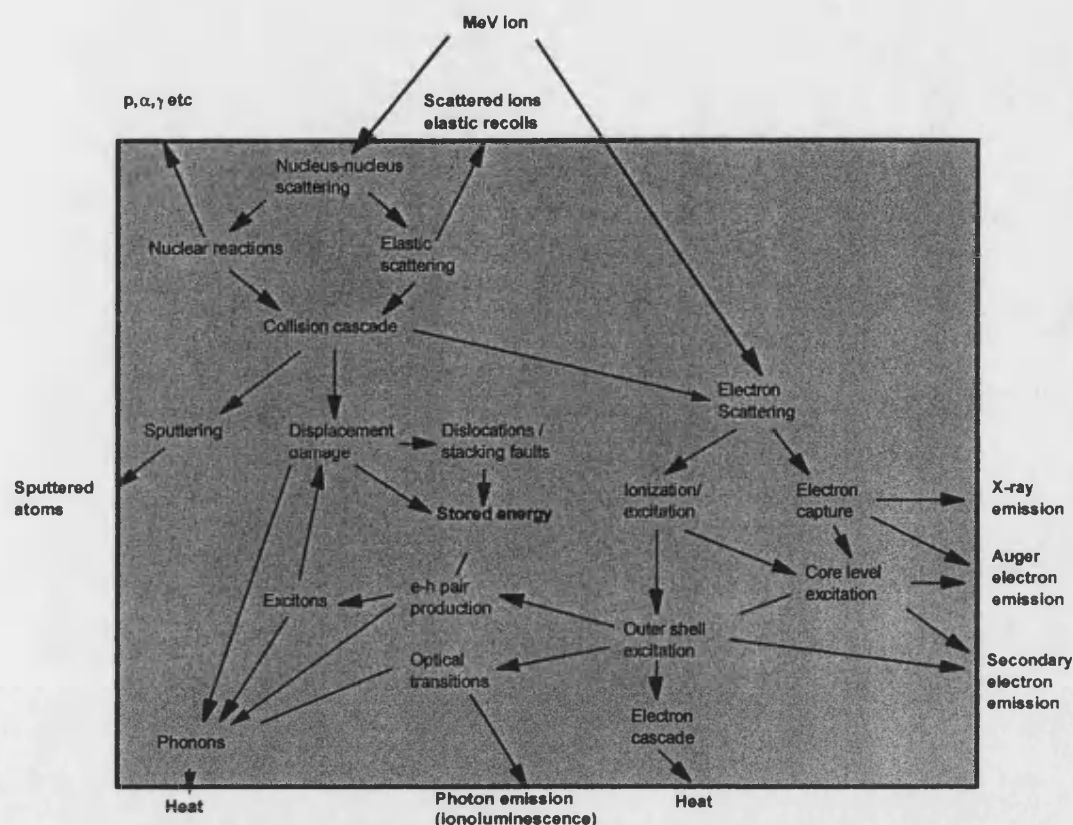 MeV ion
p, α, γ etc
Scattered ions
elastic recoils
Nucleus-nucleus
scattering
Nuclear reactions
Elastic
scattering
Collision cascade
Electron
Scattering
Sputtering
Displacement
damage
Dislocations /
stacking faults
Sputtered
atoms
Stored energy
Ionization/
excitation
Electron
capture
X-ray
emission
Excitons
e-h pair
production
Core level
excitation
Auger
electron
emission
Outer shell
excitation
Optical
transitions
Secondary
electron
emission
Phonons
Electron
cascade
Heat
Photon emission
(ionoluminescence)
Heat